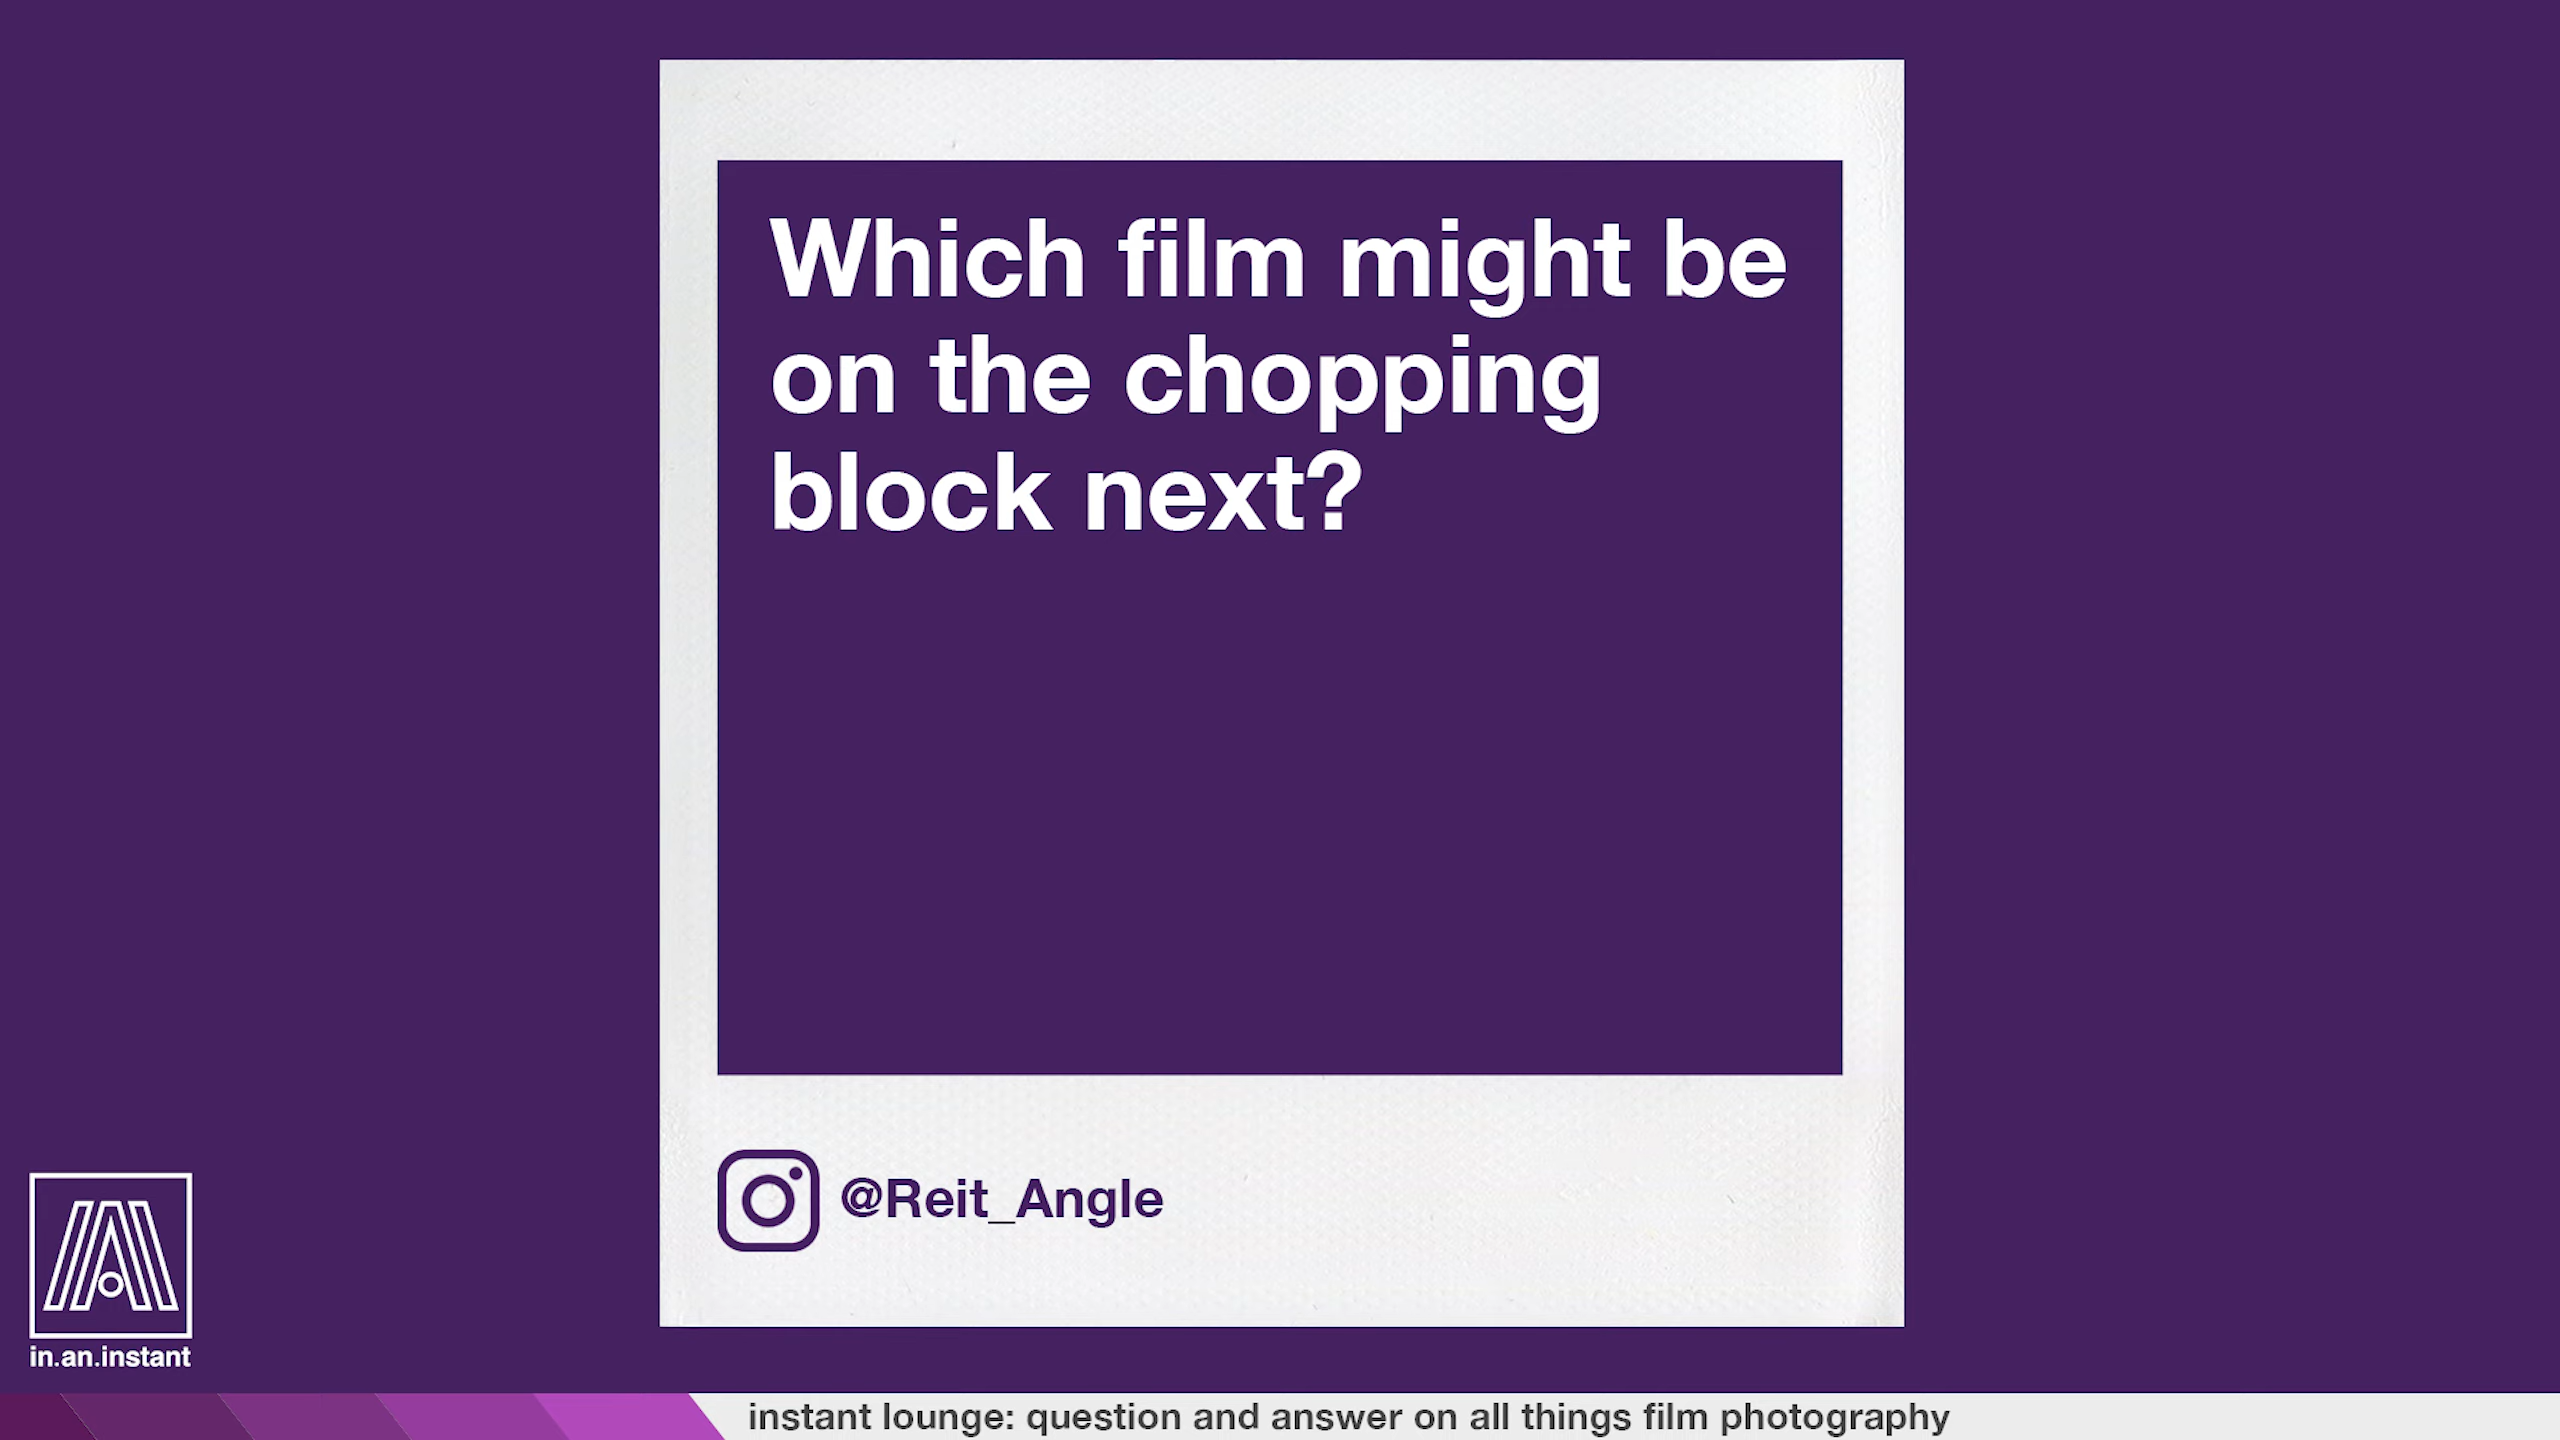 Which film might be
on the chopping
block next?
@Reit_Angle
in.an.instant
instant lounge: question and answer on all things film photography